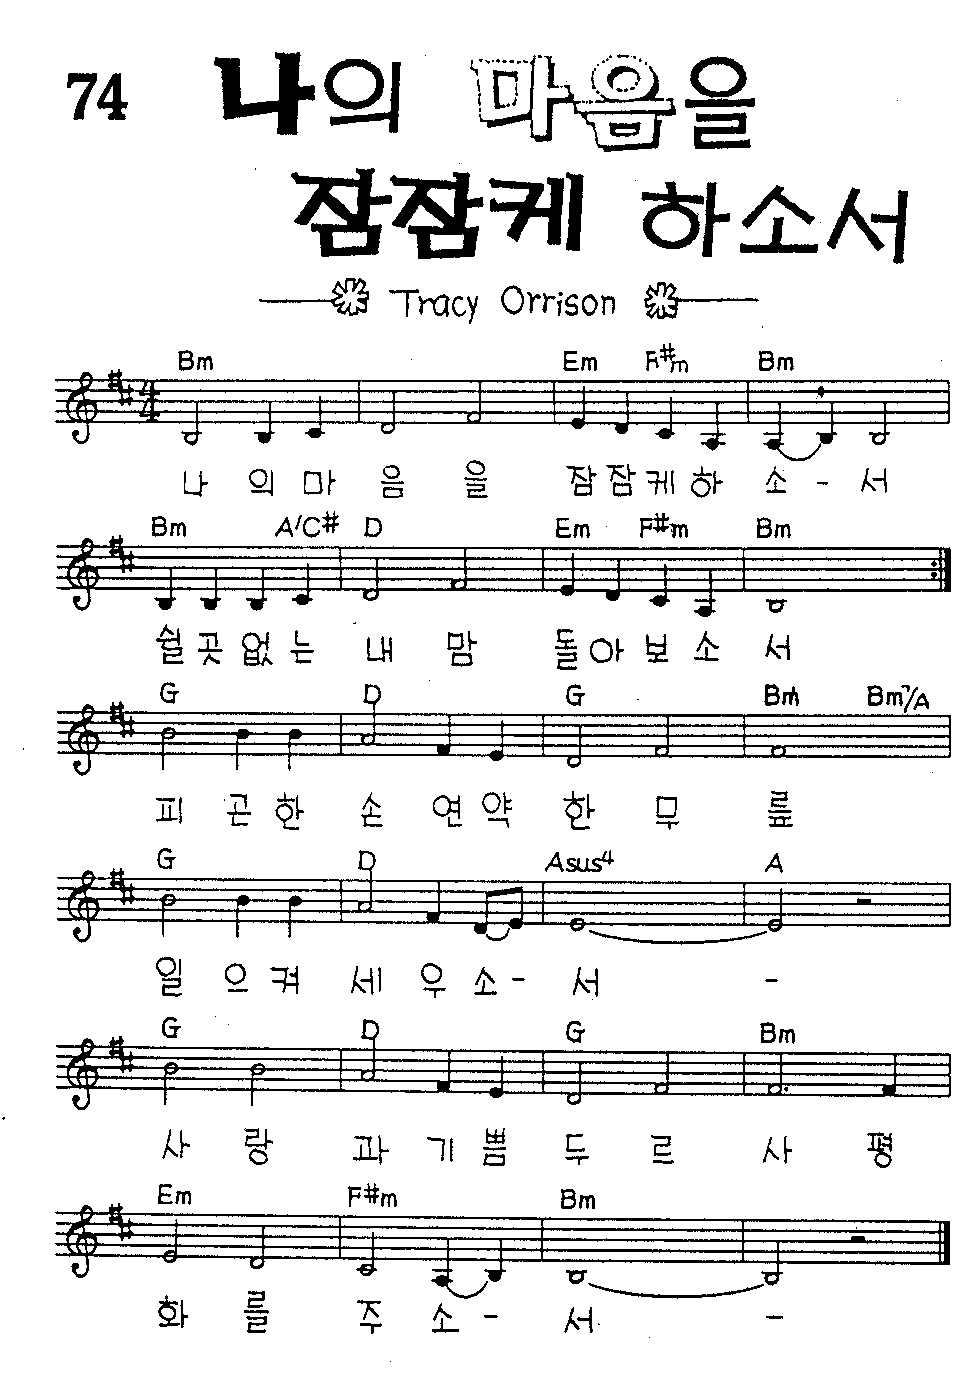 74 나의 마음을
잠잠케 하소서
Tracy Orrison
Bm Em F#m Bm
4 4
나 의 마 음 을 잠 잠 케 하 소 - 서
Bm A/C# D Em F#m Bm
쉴 곳 없 는 내 맘 돌 아 보 소 서
G D G Bm Bm7/A
피 곤 한 손 연 약 한 무 릎
G D Asus4 A
일 으 켜 세 우 소 - 서 -
G D G Bm
사 랑 과 기 쁨 두 르 사 평
Em F#m Bm
화 를 주 소 - 서 -